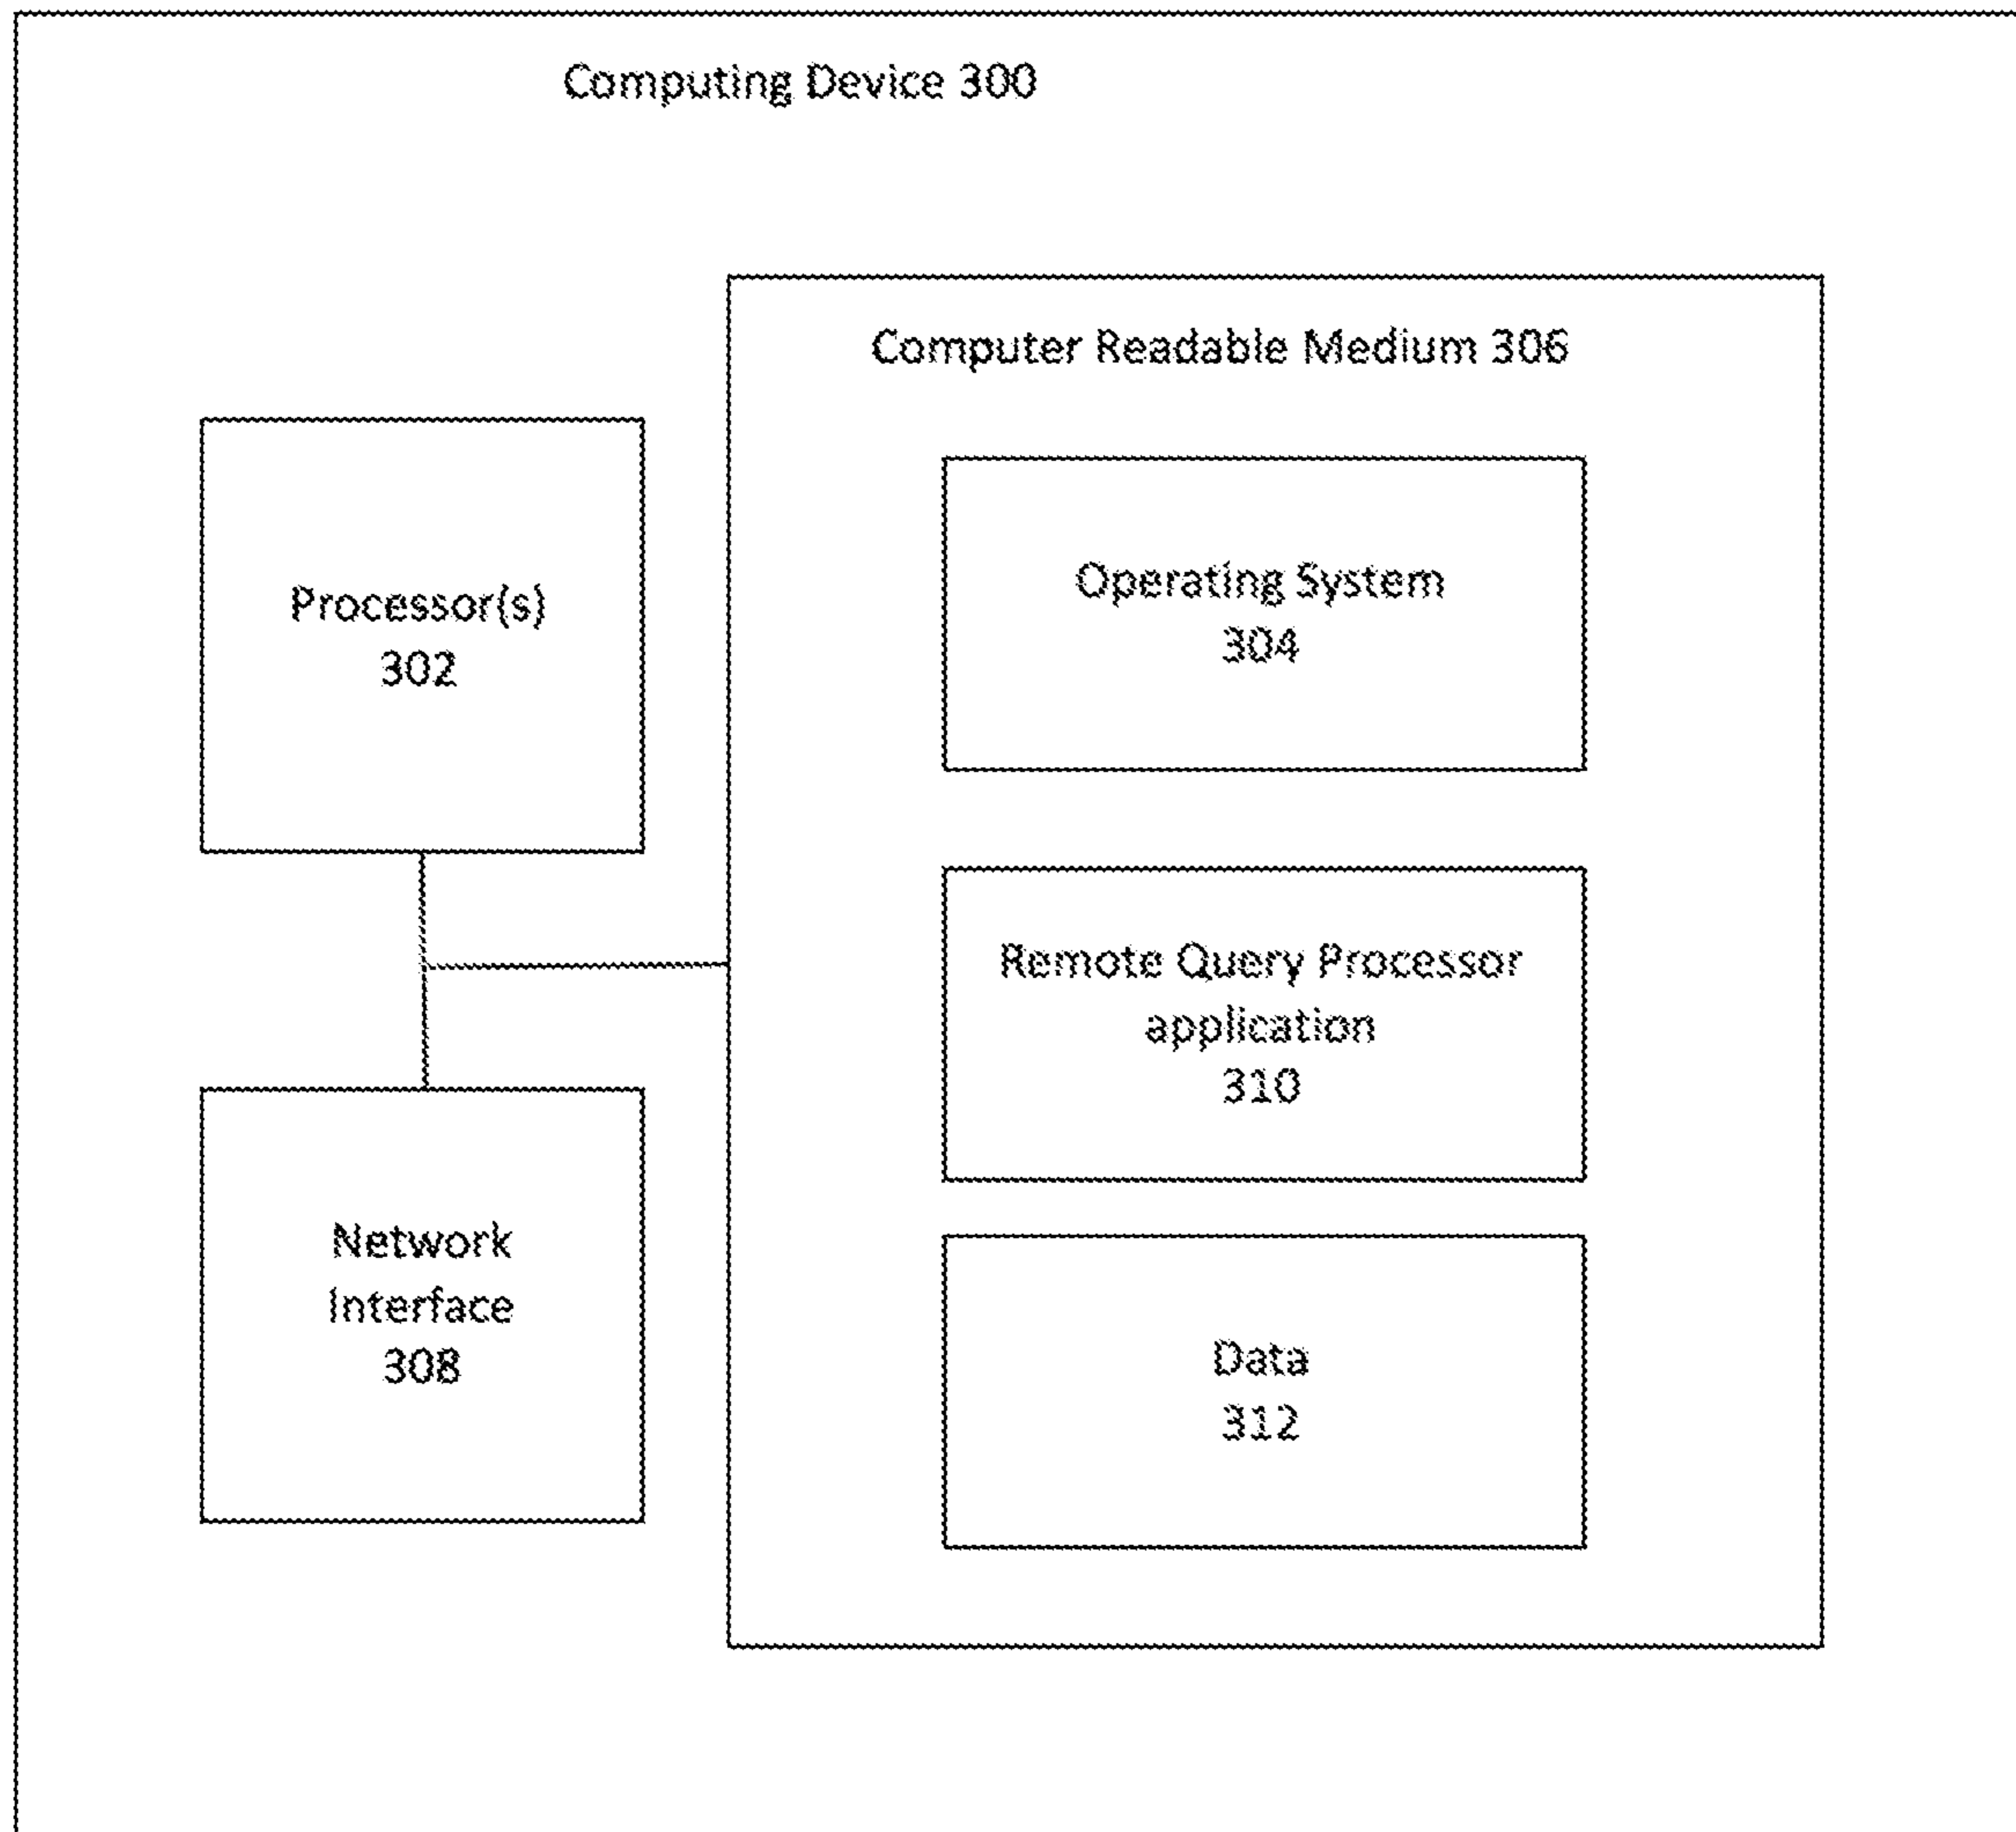 Computing Device 300
Computer Readable Medium 306
Processor(s)
302
Operating System
304
Remote Query Processor
application
310
Network
Interface
308
Data
312